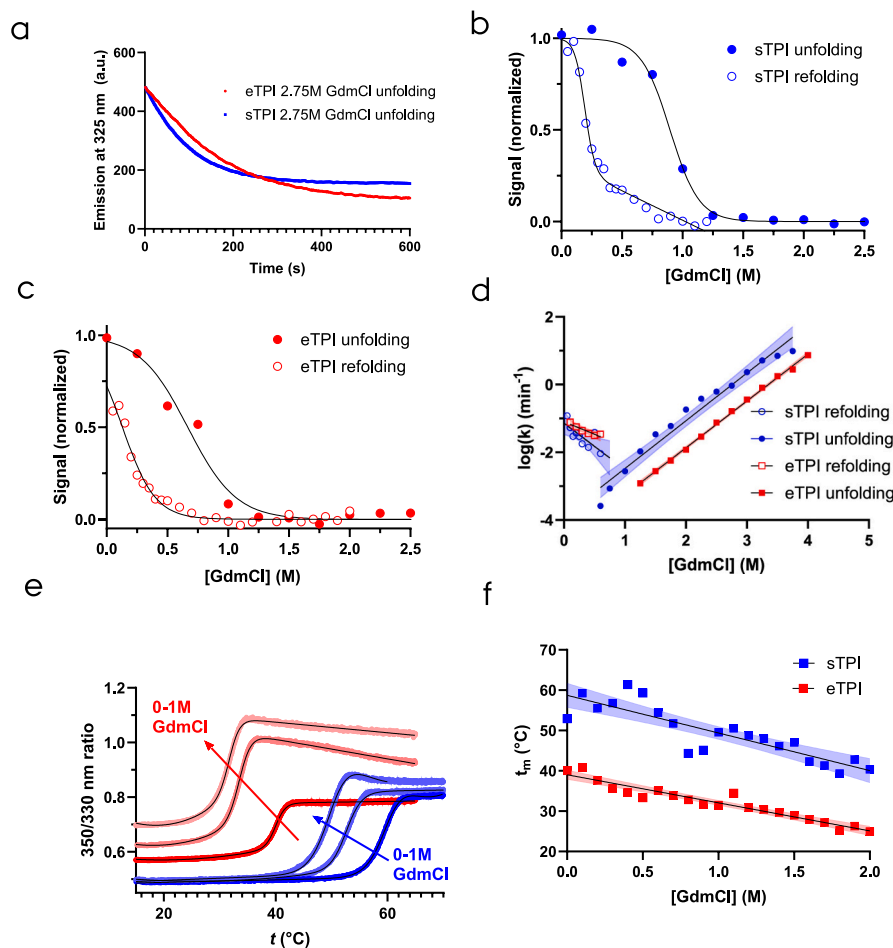 a
600
400
200
0
0
200
400
600
Emission at 325 nm (a.u.)
Time (s)
eTPI 2.75M GdmCl unfolding
sTPI 2.75M GdmCl unfolding
b
1.0
0.5
0.0
0.0
0.5
1.0
1.5
2.0
2.5
Signal (normalized)
[GdmCl] (M)
sTPI unfolding
sTPI refolding
c
1.0
0.5
0.0
0.0
0.5
1.0
1.5
2.0
2.5
Signal (normalized)
[GdmCl] (M)
eTPI unfolding
eTPI refolding
d
2
0
-2
-4
0
1
2
3
4
5
log(k) (min⁻¹)
[GdmCl] (M)
sTPI refolding
sTPI unfolding
eTPI refolding
eTPI unfolding
e
1.2
1.0
0.8
0.6
20
40
60
350/330 nm ratio
t (°C)
0-1M
GdmCl
0-1M
GdmCl
f
60
50
40
30
20
0.0
0.5
1.0
1.5
2.0
tm (°C)
[GdmCl] (M)
sTPI
eTPI